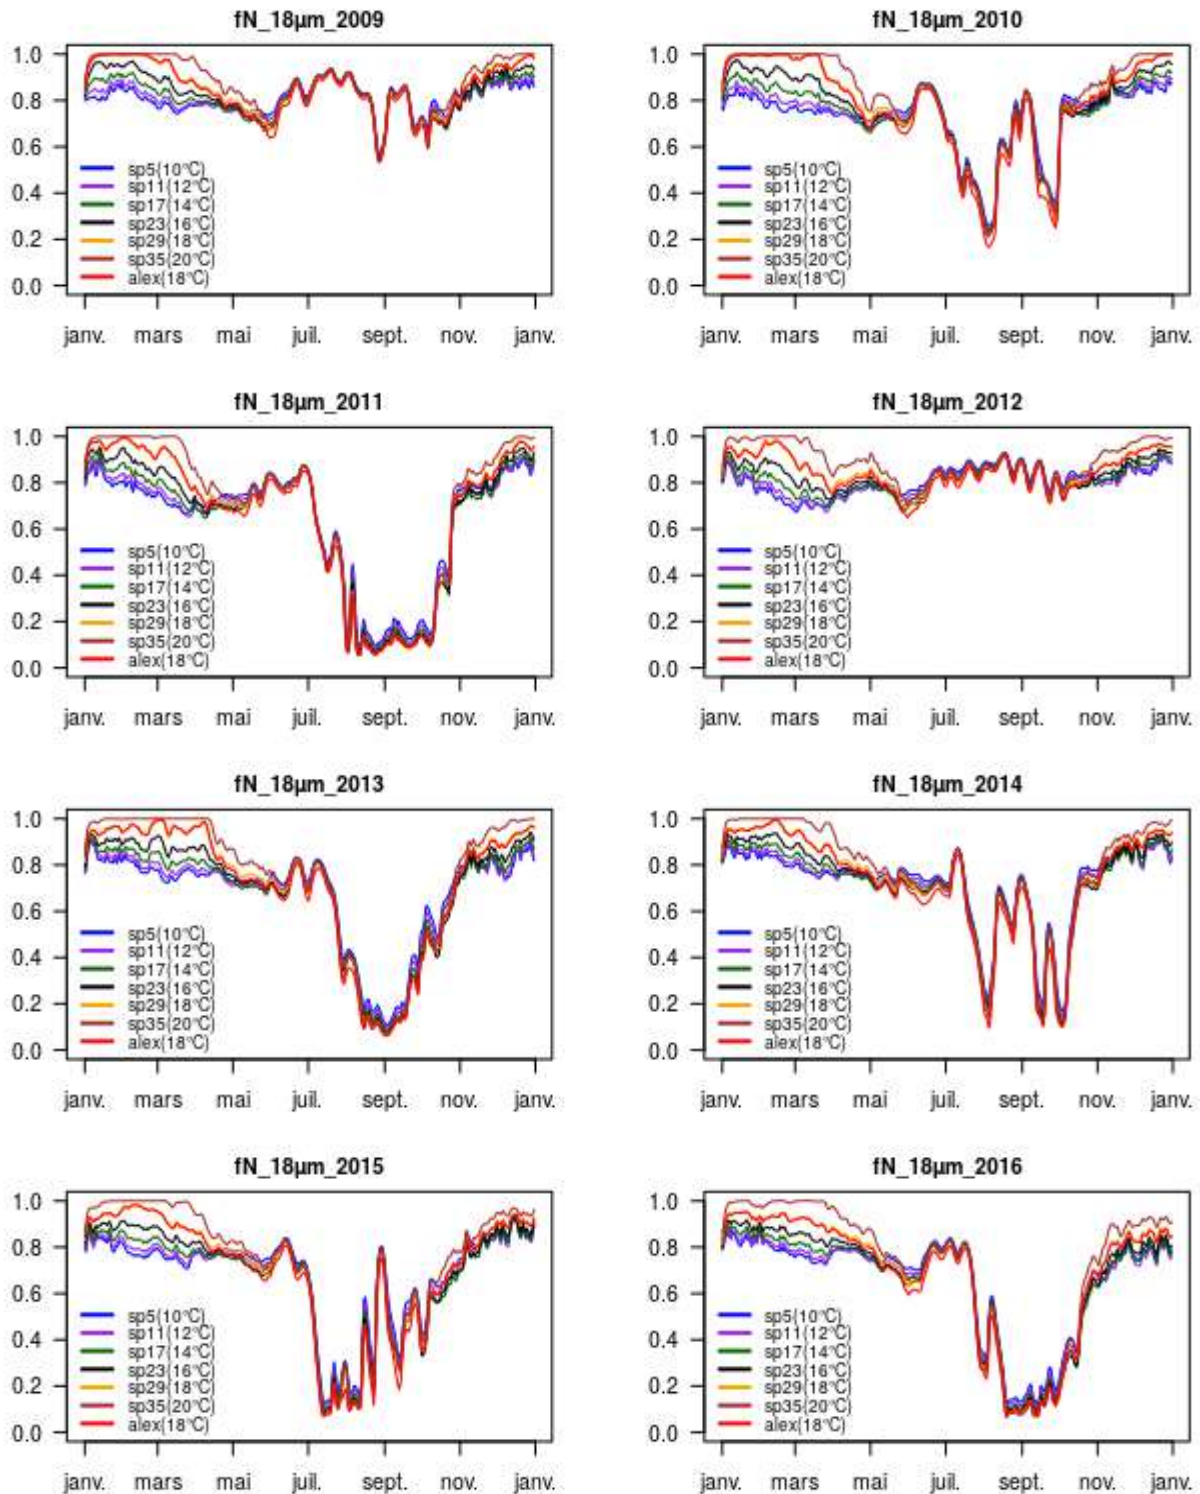 fN_18µm_2009
1.0
0.8
0.6
0.4
0.2
0.0
sp5(10°C)
sp11(12°C)
sp17(14°C)
sp23(16°C)
sp29(18°C)
sp35(20°C)
alex(18°C)
janv. mars mai juil. sept. nov. janv.
fN_18µm_2010
1.0
0.8
0.6
0.4
0.2
0.0
sp5(10°C)
sp11(12°C)
sp17(14°C)
sp23(16°C)
sp29(18°C)
sp35(20°C)
alex(18°C)
janv. mars mai juil. sept. nov. janv.
fN_18µm_2011
1.0
0.8
0.6
0.4
0.2
0.0
sp5(10°C)
sp11(12°C)
sp17(14°C)
sp23(16°C)
sp29(18°C)
sp35(20°C)
alex(18°C)
janv. mars mai juil. sept. nov. janv.
fN_18µm_2012
1.0
0.8
0.6
0.4
0.2
0.0
sp5(10°C)
sp11(12°C)
sp17(14°C)
sp23(16°C)
sp29(18°C)
sp35(20°C)
alex(18°C)
janv. mars mai juil. sept. nov. janv.
fN_18µm_2013
1.0
0.8
0.6
0.4
0.2
0.0
sp5(10°C)
sp11(12°C)
sp17(14°C)
sp23(16°C)
sp29(18°C)
sp35(20°C)
alex(18°C)
janv. mars mai juil. sept. nov. janv.
fN_18µm_2014
1.0
0.8
0.6
0.4
0.2
0.0
sp5(10°C)
sp11(12°C)
sp17(14°C)
sp23(16°C)
sp29(18°C)
sp35(20°C)
alex(18°C)
janv. mars mai juil. sept. nov. janv.
fN_18µm_2015
1.0
0.8
0.6
0.4
0.2
0.0
sp5(10°C)
sp11(12°C)
sp17(14°C)
sp23(16°C)
sp29(18°C)
sp35(20°C)
alex(18°C)
janv. mars mai juil. sept. nov. janv.
fN_18µm_2016
1.0
0.8
0.6
0.4
0.2
0.0
sp5(10°C)
sp11(12°C)
sp17(14°C)
sp23(16°C)
sp29(18°C)
sp35(20°C)
alex(18°C)
janv. mars mai juil. sept. nov. janv.